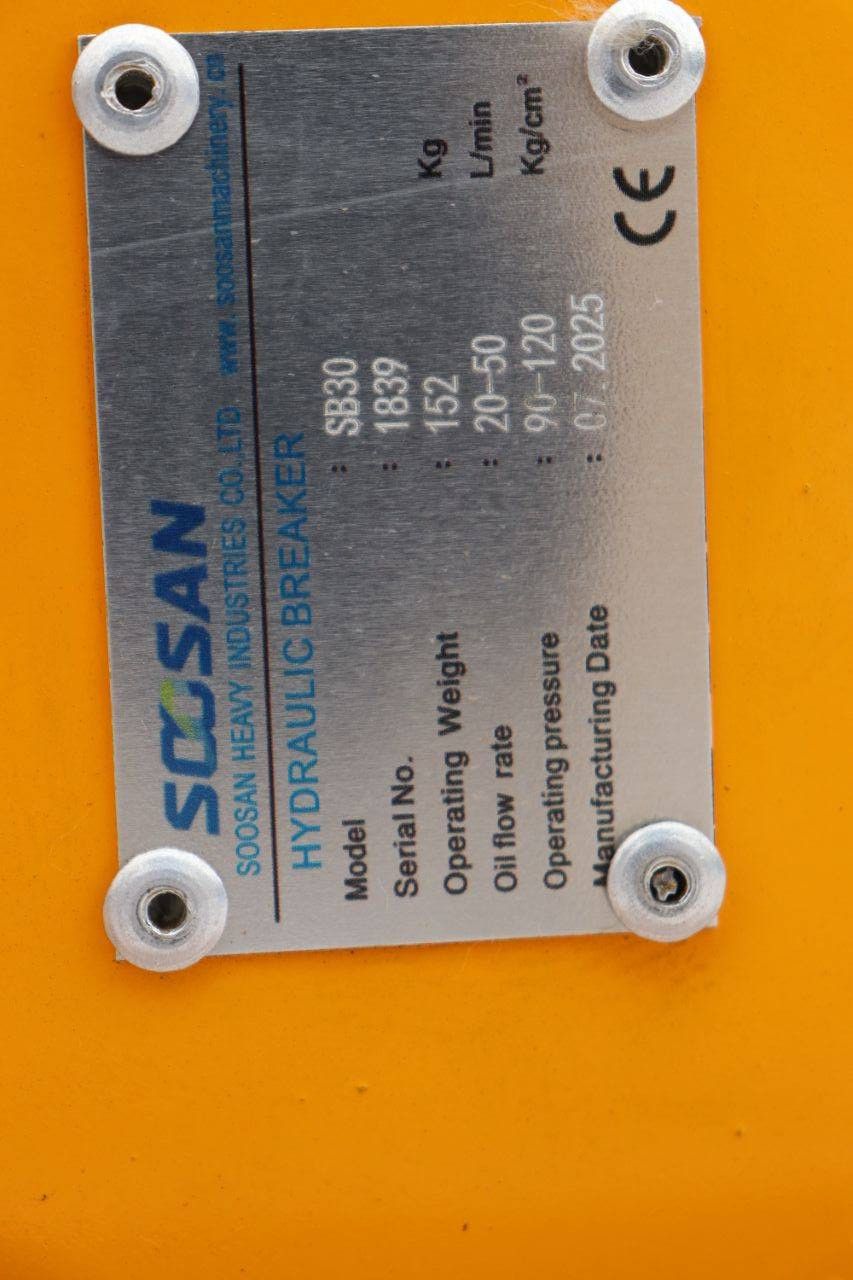 SOOSAN
SOOSAN HEAVY INDUSTRIES CO.LTD www.soosanmachinery.cn
HYDRAULIC BREAKER
Model : SB30
Serial No. : 1839
Operating Weight : 152 Kg
Oil flow rate : 20-50 L/min
Operating pressure : 90-120 Kg/cm²
Manufacturing Date : 07.2025
CE